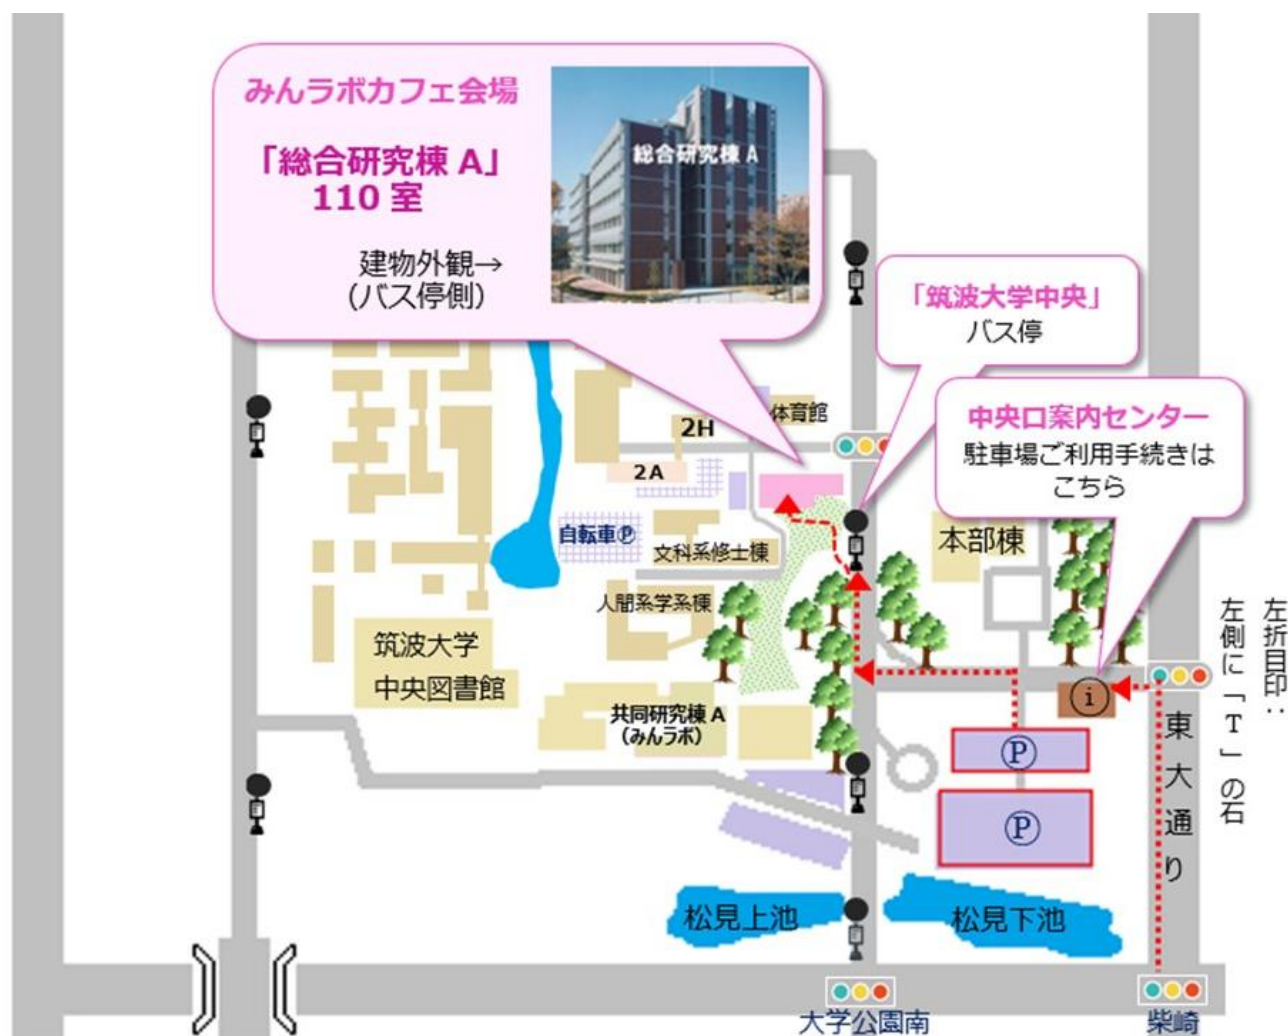 みんラボカフェ会場
「総合研究棟 A」
110 室
建物外観→
(バス停側)
総合研究棟 A
「筑波大学中央」
バス停
中央口案内センター
駐車場ご利用手続きは
こちら
体育館
2H
2A
自転車Ⓟ
文科系修士棟
本部棟
人間系学系棟
筑波大学
中央図書館
共同研究棟 A
(みんラボ)
i
Ⓟ
Ⓟ
東大通り
左折目印：
左側に「T」の石
松見上池
松見下池
大学公園南
柴崎